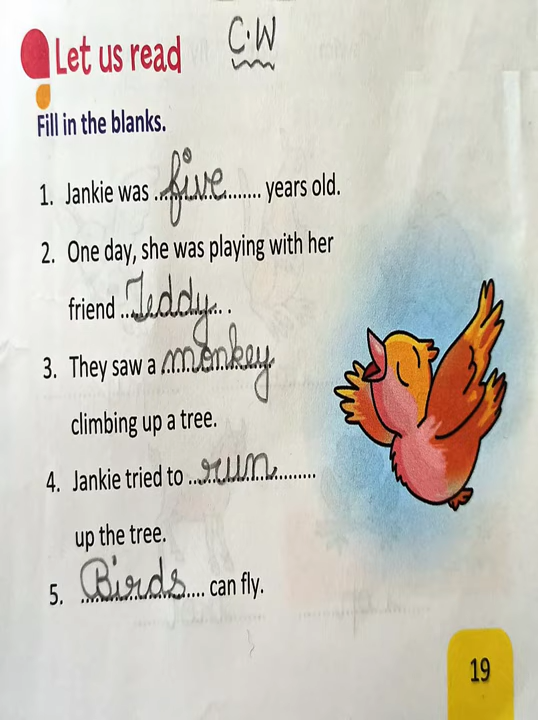 Let us read C.W
Fill in the blanks.
1. Jankie was ...five....... years old.
2. One day, she was playing with her
friend ...Teddy... .
3. They saw a ...monkey
climbing up a tree.
4. Jankie tried to ...run..........
up the tree.
5. Birds.... can fly.
19